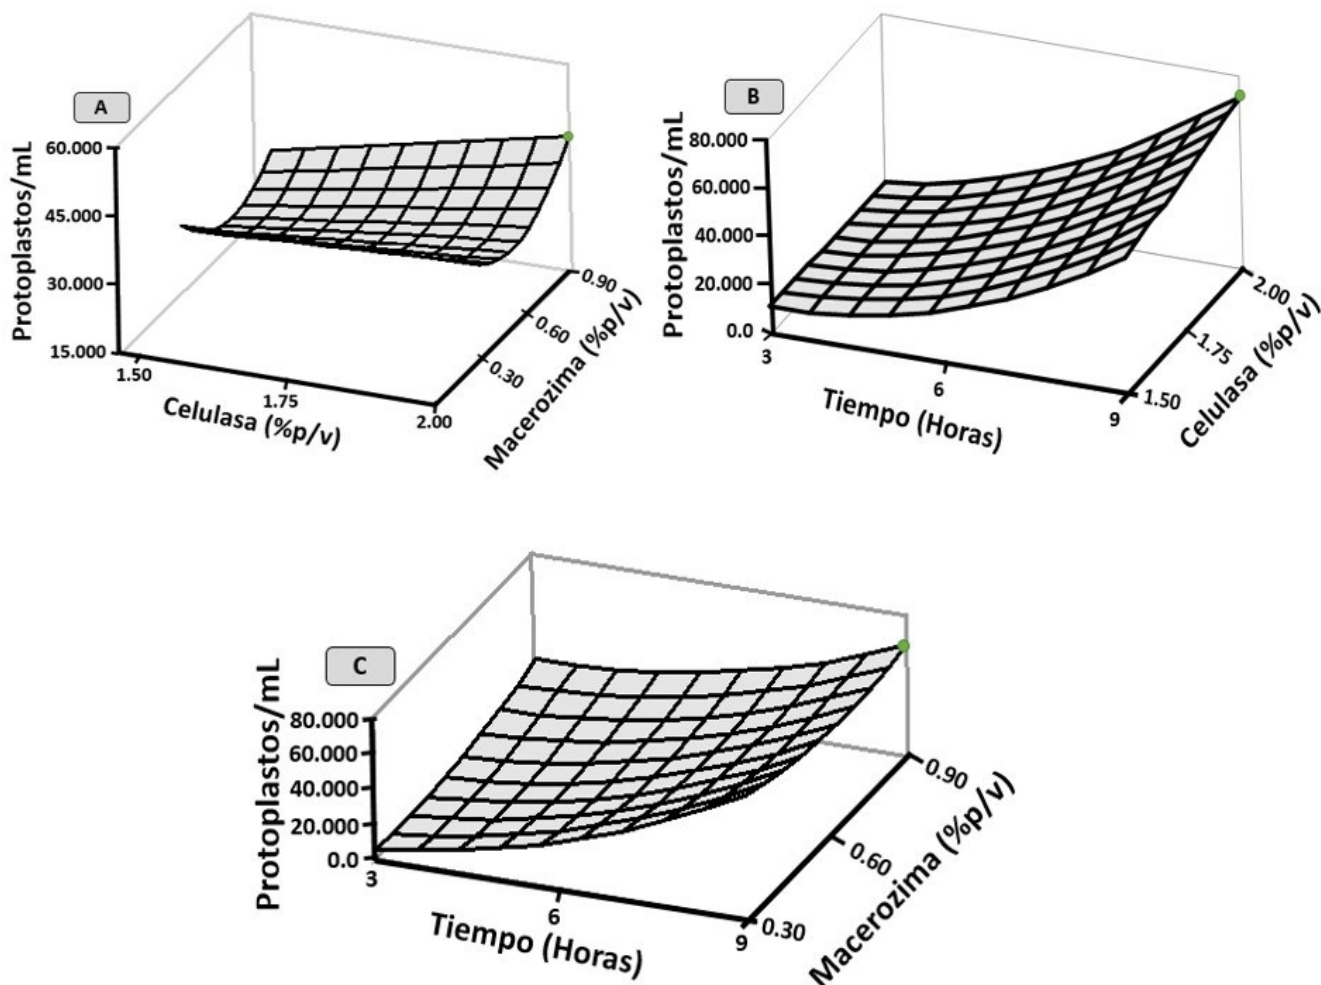 A
Protoplastos/mL
60.000
45.000
30.000
15.000
1.50
1.75
2.00
Celulasa (%p/v)
0.30
0.60
0.90
Macerozima (%p/v)
B
Protoplastos/mL
80.000
60.000
40.000
20.000
0.0
3
6
9
Tiempo (Horas)
1.50
1.75
2.00
Celulasa (%p/v)
C
Protoplastos/mL
80.000
60.000
40.000
20.000
0.0
3
6
9
Tiempo (Horas)
0.30
0.60
0.90
Macerozima (%p/v)